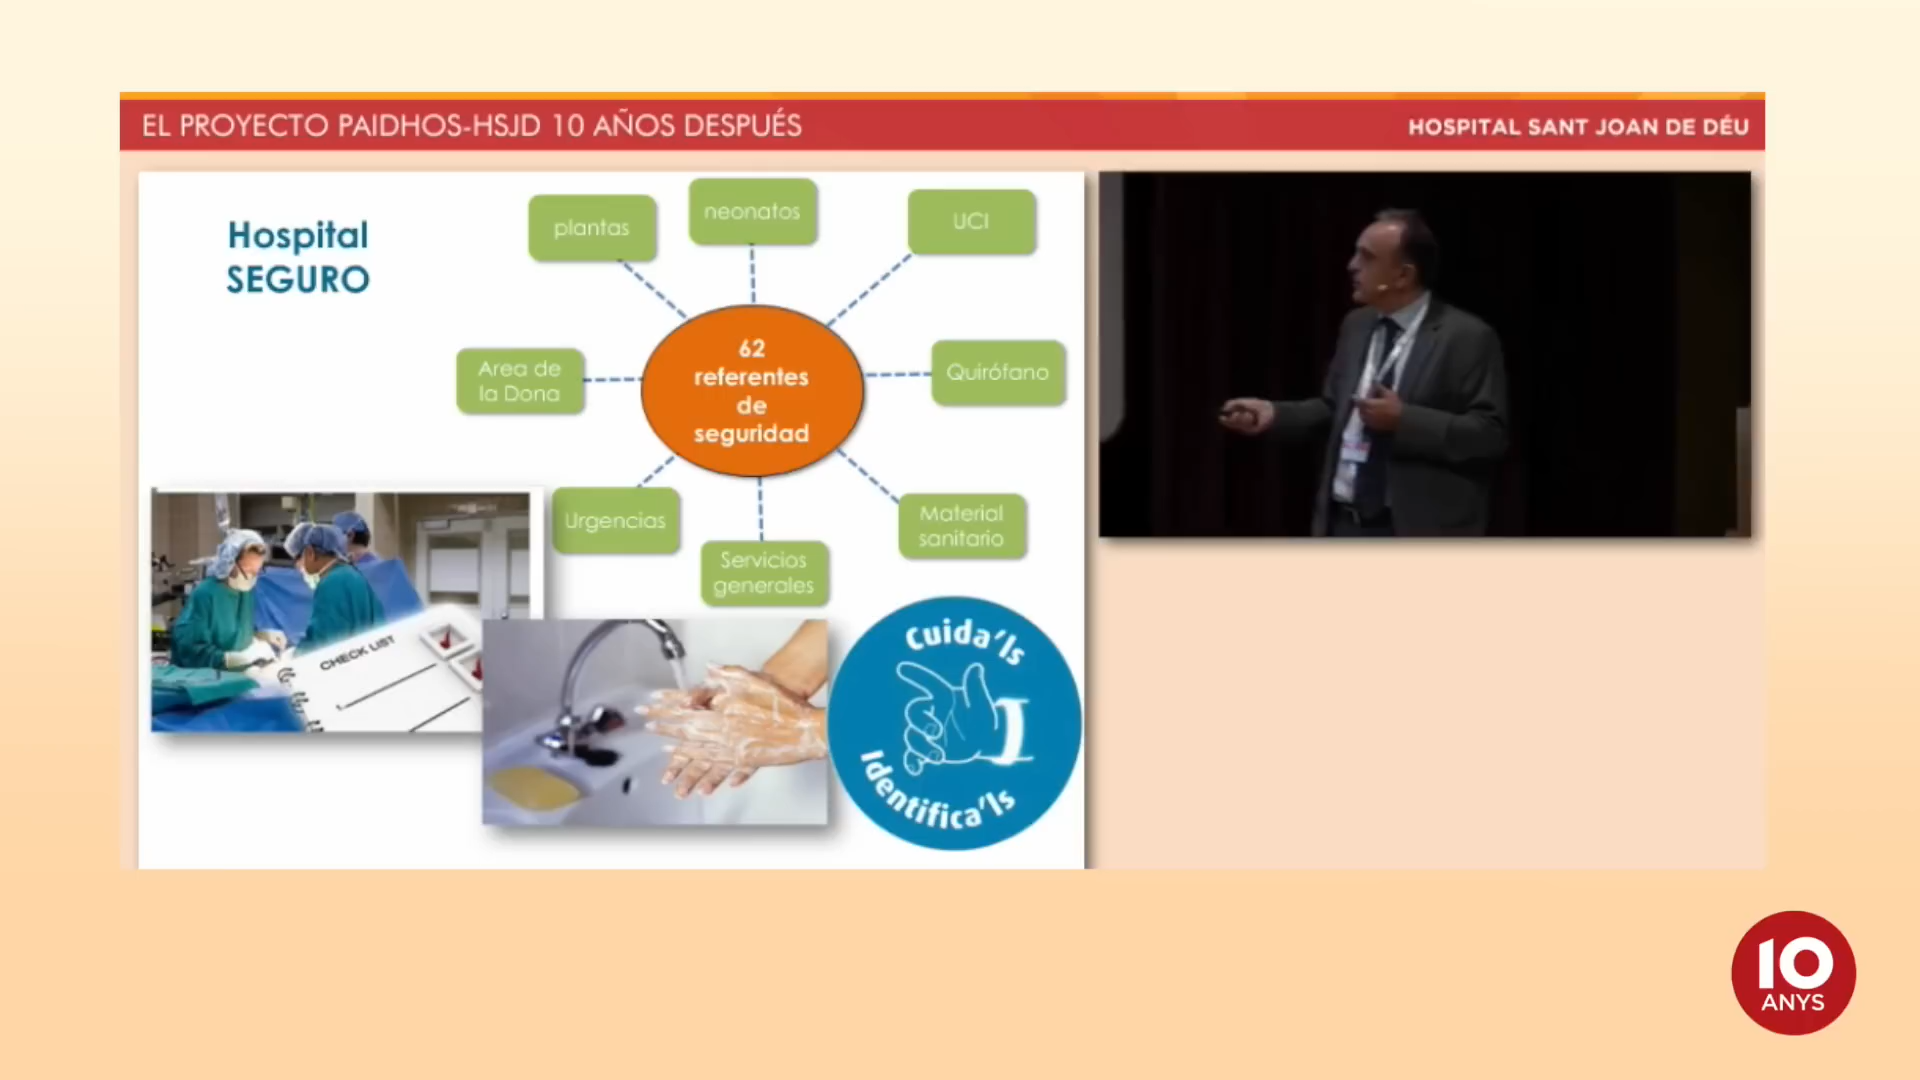 EL PROYECTO PAIDHOS-HSJD 10 AÑOS DESPUÉS
HOSPITAL SANT JOAN DE DÉU
Hospital
SEGURO
plantas
neonatos
UCI
Area de
la Dona
62
referentes
de
seguridad
Quirófano
Urgencias
Servicios
generales
Material
sanitario
CHECK LIST
1.
Cuida'ls
Identifica'ls
10
ANYS